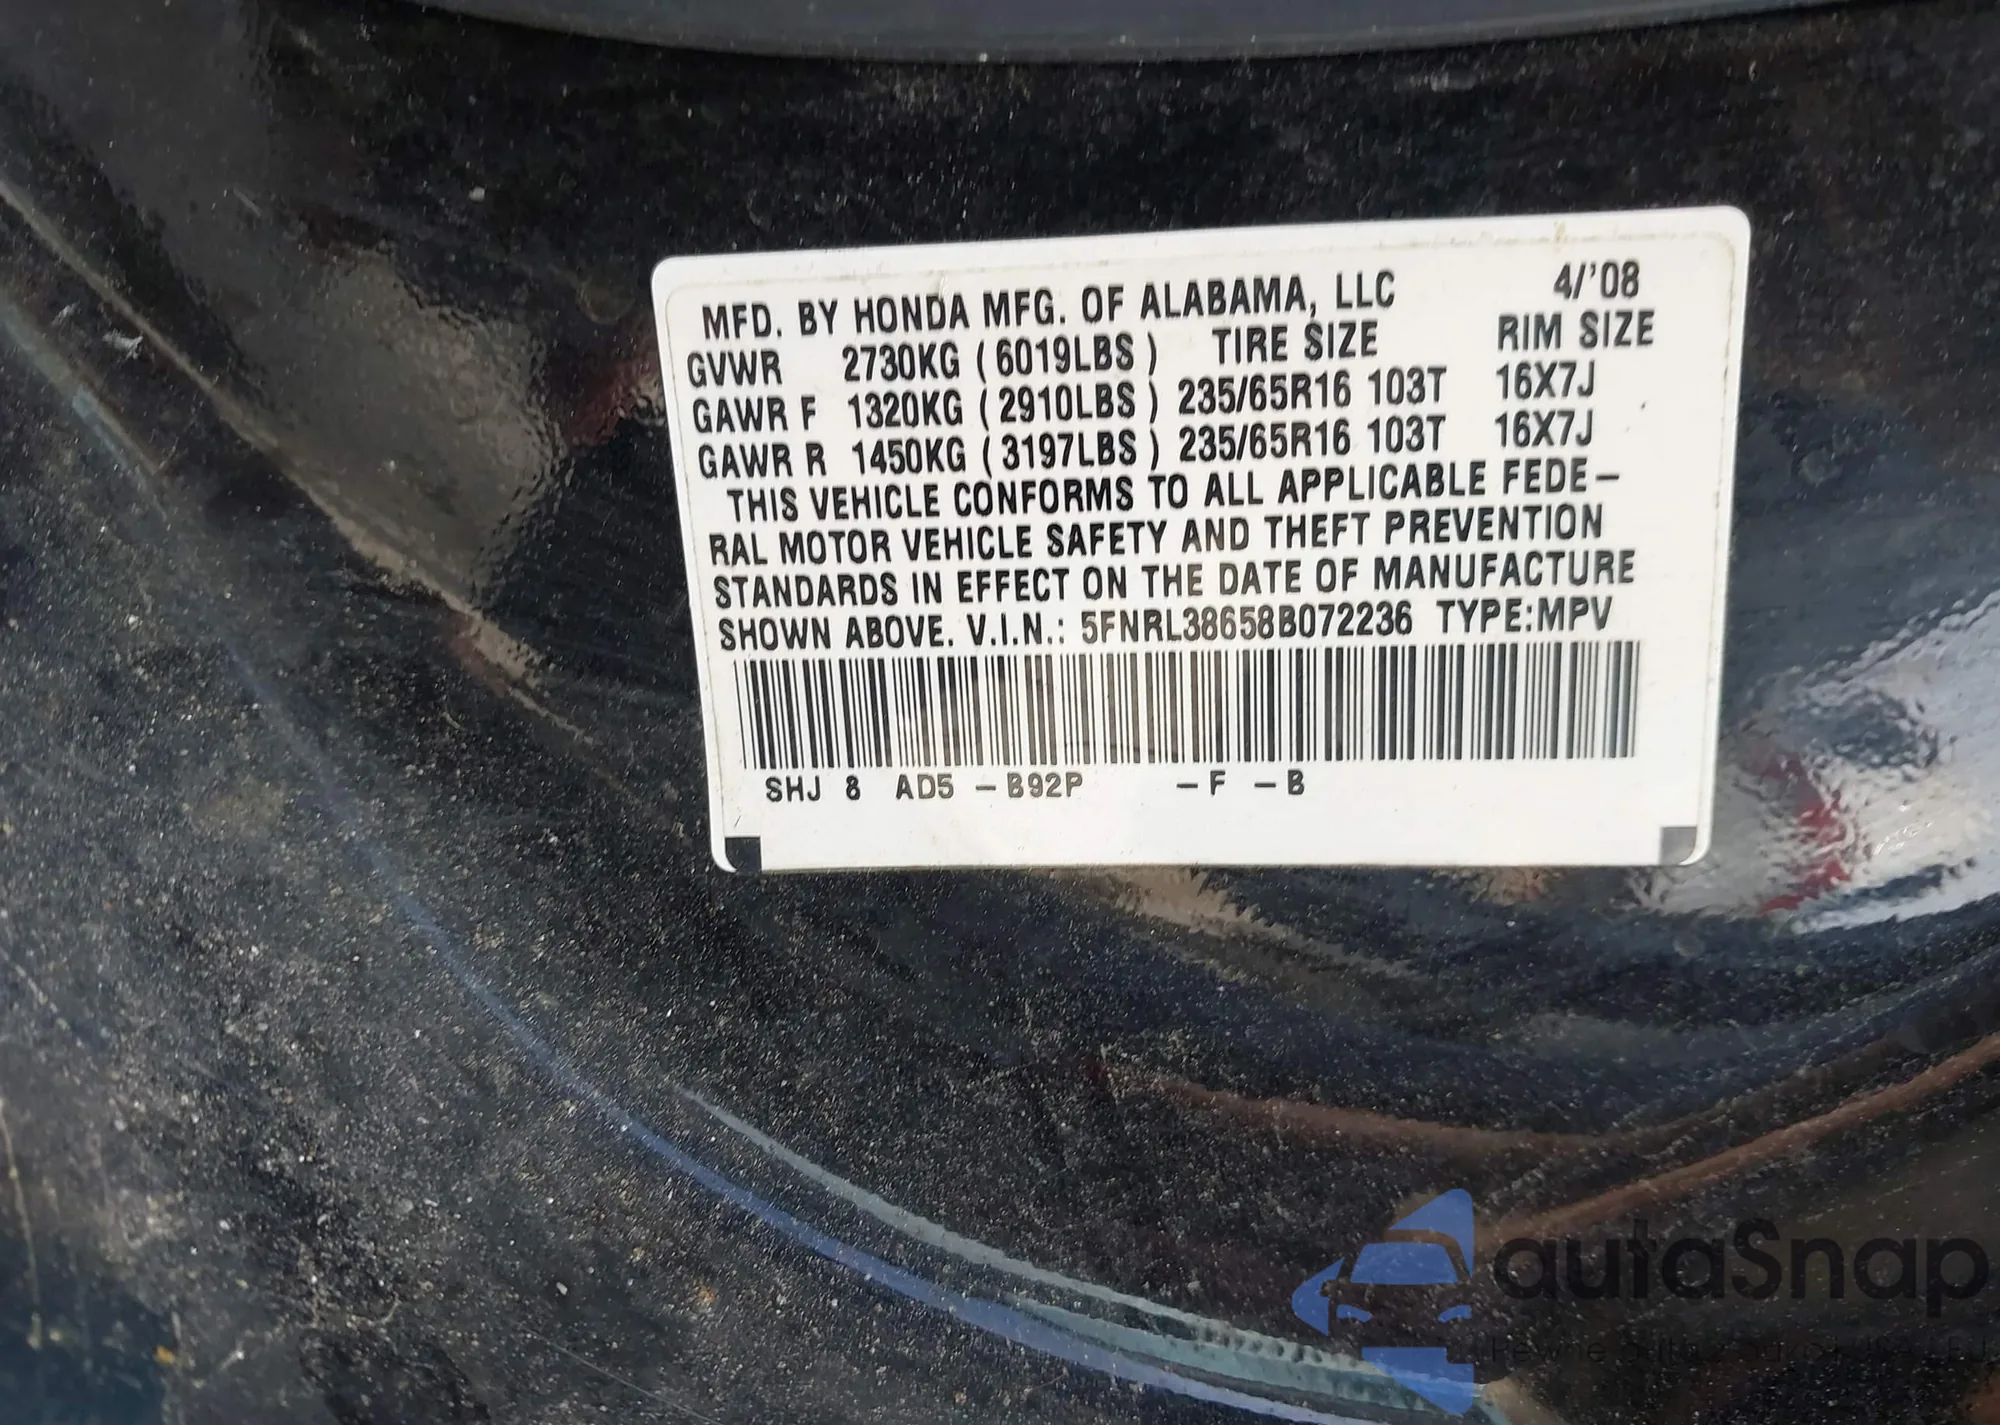 MFD. BY HONDA MFG. OF ALABAMA, LLC 4/'08
GVWR 2730KG (6019LBS) TIRE SIZE RIM SIZE
GAWR F 1320KG (2910LBS) 235/65R16 103T 16X7J
GAWR R 1450KG (3197LBS) 235/65R16 103T 16X7J
THIS VEHICLE CONFORMS TO ALL APPLICABLE FEDE-
RAL MOTOR VEHICLE SAFETY AND THEFT PREVENTION
STANDARDS IN EFFECT ON THE DATE OF MANUFACTURE
SHOWN ABOVE. V.I.N.: 5FNRL38658B072236 TYPE:MPV
SHJ 8 AD5 -B92P -F -B
autaSnap